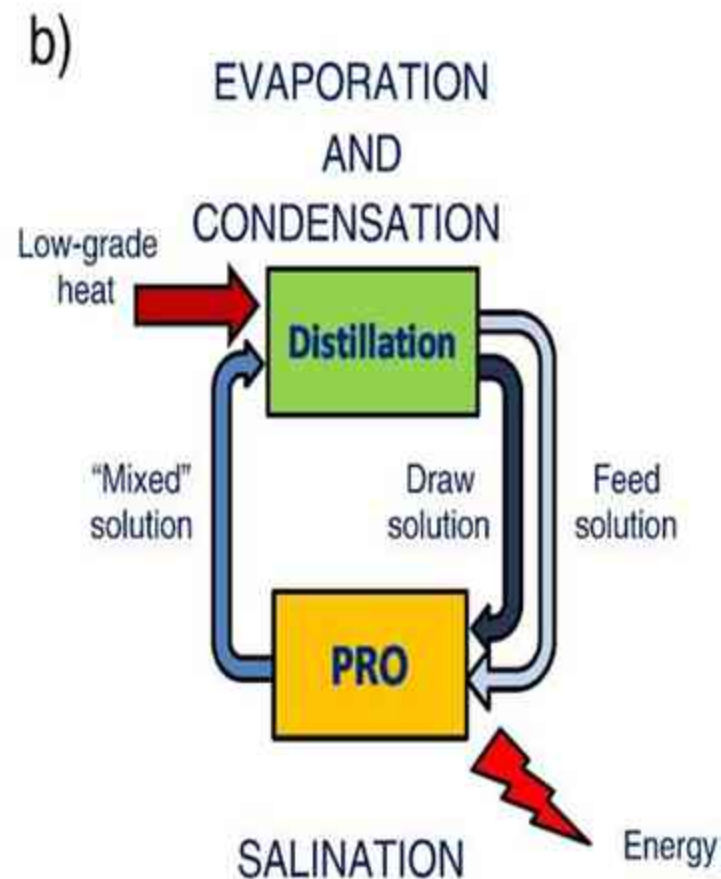 b)
EVAPORATION
AND
CONDENSATION
Low-grade
heat
Distillation
“Mixed”
solution
Draw
solution
Feed
solution
PRO
Energy
SALINATION